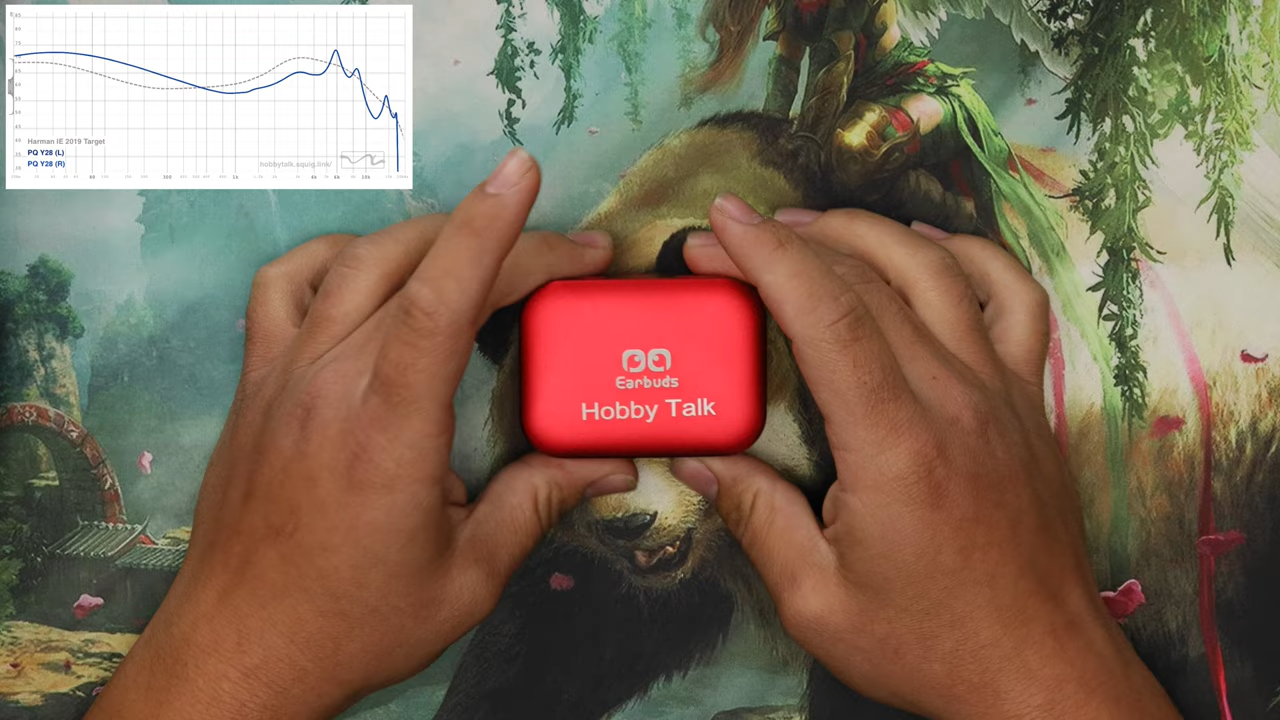 Harman IE 2019 Target
PQ Y28 (L)
PQ Y28 (R)
hobbytalk.squig.link/
Earbuds
Hobby Talk